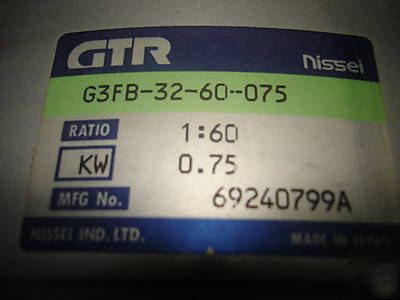 GTR Nissei
G3FB-32-60-075
RATIO 1:60
KW 0.75
MFG No. 69240799A
NISSEI IND. LTD. MADE IN JAPAN